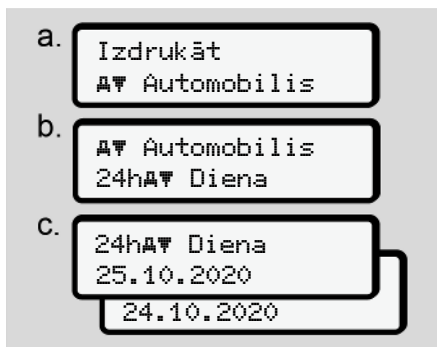 a.
Izdrukāt
Automobilis
b.
Automobilis
24h Diena
c.
24h Diena
25.10.2020
24.10.2020